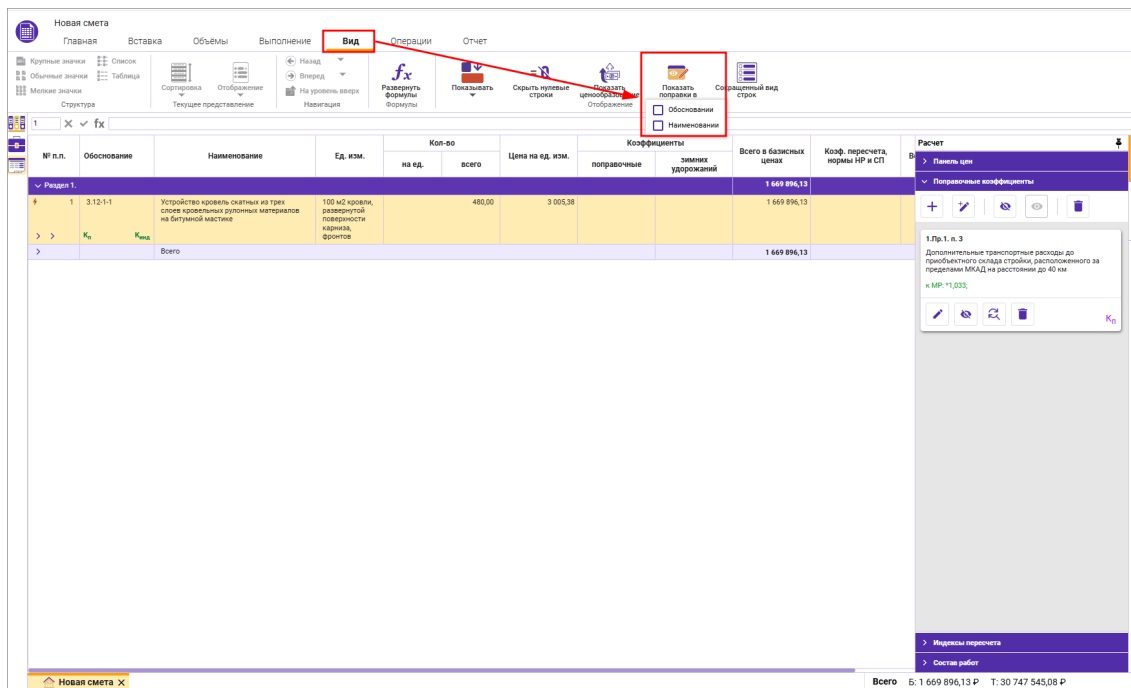 Новая смета
Главная Вставка Объёмы Выполнение Вид Операции Отчет
Крупные значки Список
Обычные значки Таблица
Мелкие значки
Структура
Сортировка Отображение
Текущее представление
Назад
Вперед
На уровень вверх
Навигация
Развернуть формулы
Формулы
Показывать
Скрыть нулевые строки
Показать ценообразование
Показать поправки в
Сокращенный вид строк
Отображение
Обосновании
Наименовании
1 fx
№ п.п. Обоснование Наименование Ед. изм. Кол-во Цена на ед. изм. Коэффициенты Всего в базисных ценах Коэф. пересчета, нормы НР и СП
на ед. всего поправочные зимних удорожаний
Раздел 1. 1 669 896,13
1 3.12-1-1 Устройство кровель скатных из трех 100 м2 кровли, 480,00 3 005,38 1 669 896,13
слоев кровельных рулонных материалов развернутой
на битумной мастике поверхности
карниза,
Кп Кинд фронтов
Всего 1 669 896,13
Расчет
Панель цен
Поправочные коэффициенты
1.Пр.1. п. 3
Дополнительные транспортные расходы до
приобъектного склада стройки, расположенного за
пределами МКАД на расстоянии до 40 км
к МР: *1,033;
Кп
Индексы пересчета
Состав работ
Новая смета Всего Б: 1 669 896,13 ₽ Т: 30 747 545,08 ₽